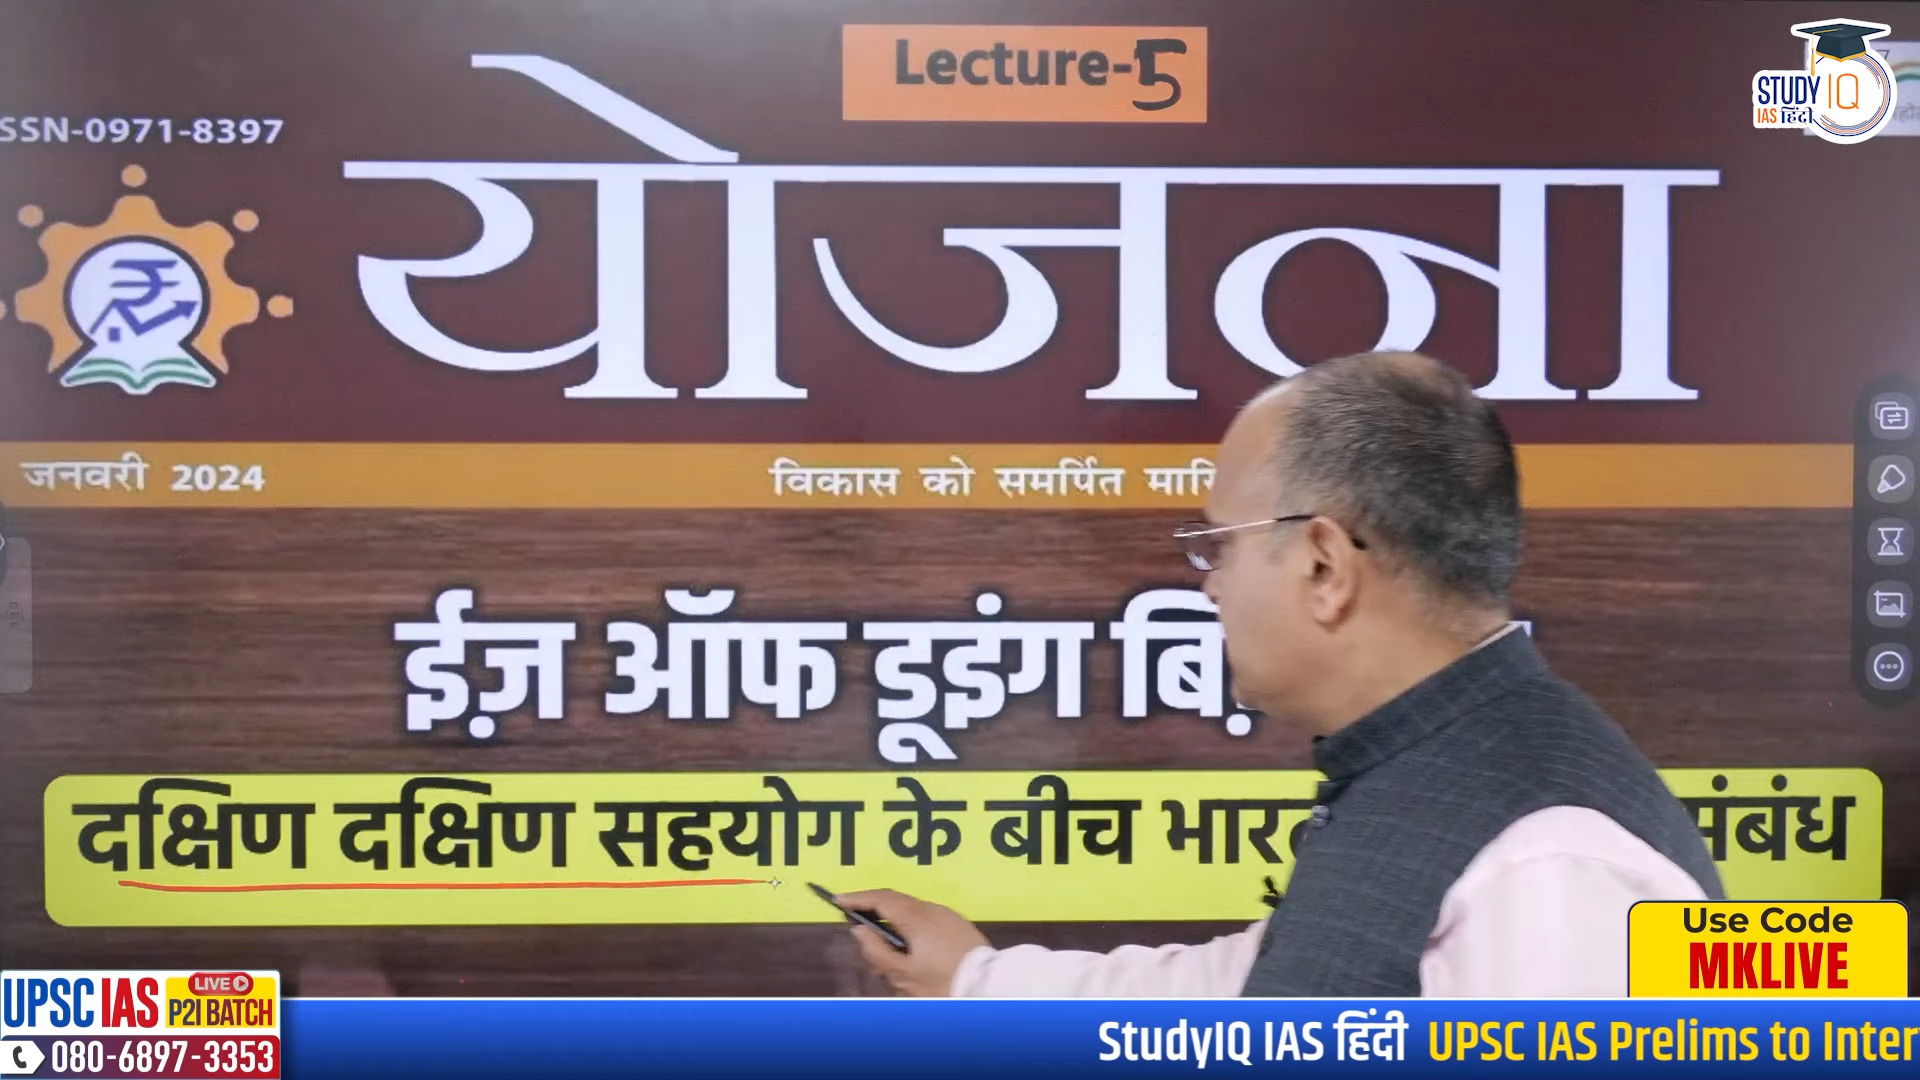 Lecture-5
STUDY IQ
IAS हिंदी
SSN-0971-8397
योजना
जनवरी 2024
विकास को समर्पित
ईज़ ऑफ डूइंग
दक्षिण दक्षिण सहयोग के बीच संबंध
Use Code
MKLIVE
UPSC IAS LIVE
P2I BATCH
080-6897-3353
StudyIQ IAS हिंदी UPSC IAS Prelims to Inter